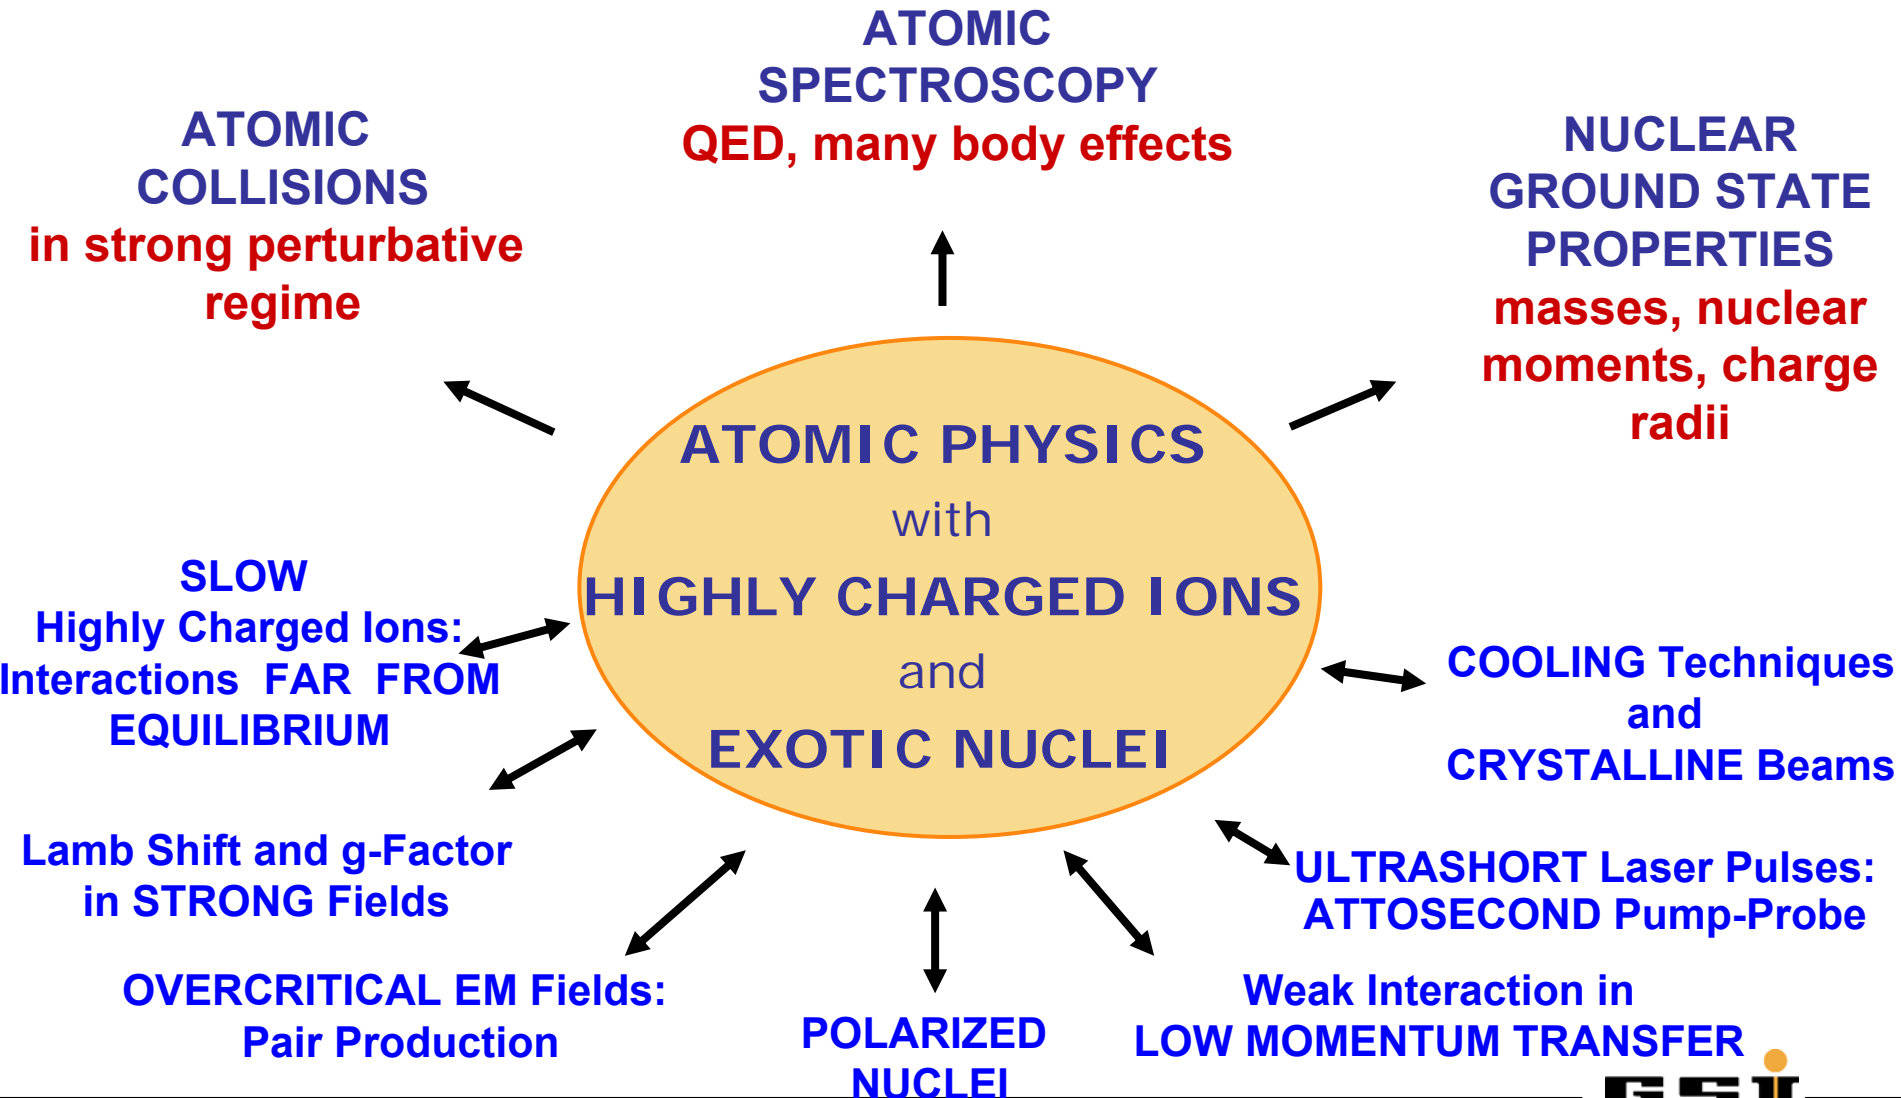 ATOMIC
SPECTROSCOPY
QED, many body effects
ATOMIC
COLLISIONS
in strong perturbative
regime
NUCLEAR
GROUND STATE
PROPERTIES
masses, nuclear
moments, charge
radii
ATOMIC PHYSICS
with
HIGHLY CHARGED IONS
and
EXOTIC NUCLEI
SLOW
Highly Charged Ions:
Interactions FAR FROM
EQUILIBRIUM
COOLING Techniques
and
CRYSTALLINE Beams
Lamb Shift and g-Factor
in STRONG Fields
ULTRASHORT Laser Pulses:
ATTOSECOND Pump-Probe
OVERCRITICAL EM Fields:
Pair Production
POLARIZED
NUCLEI
Weak Interaction in
LOW MOMENTUM TRANSFER
GSI